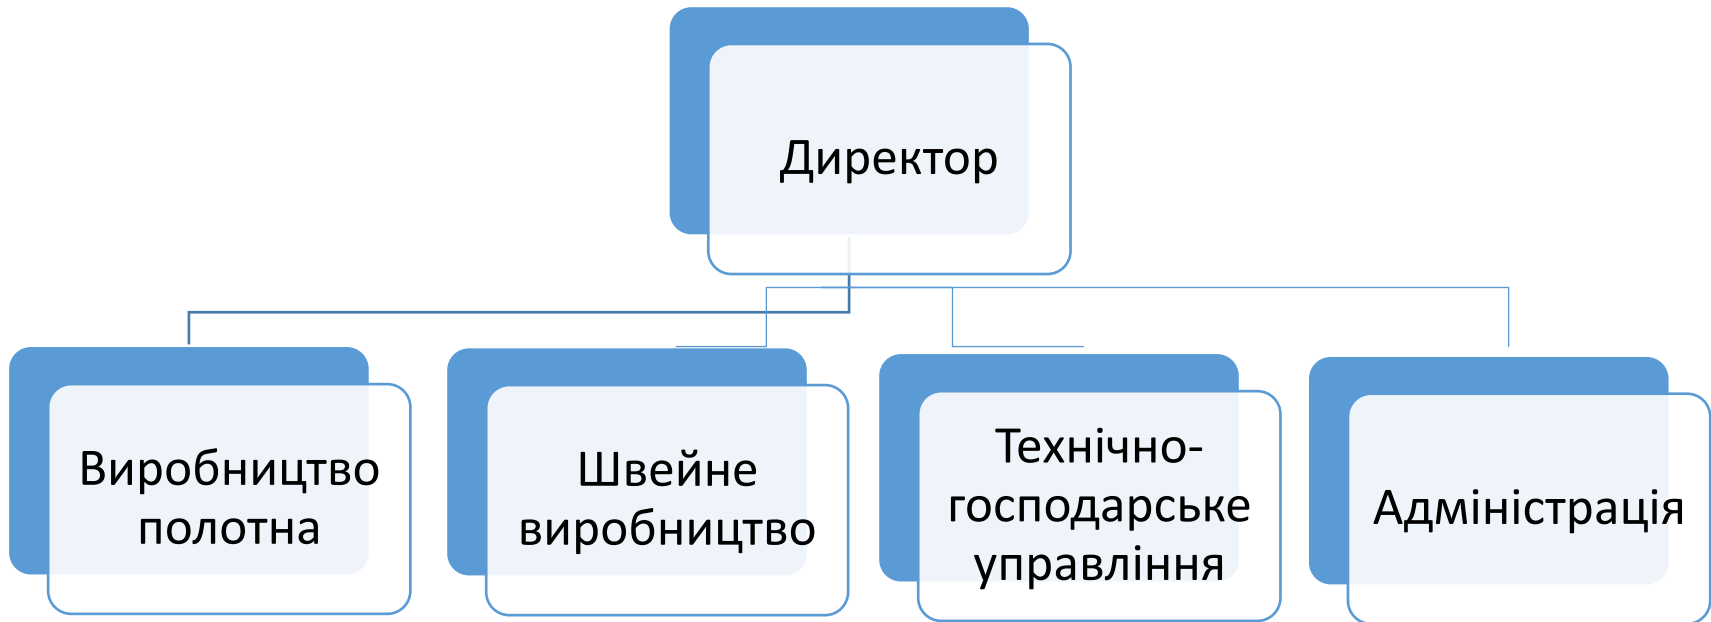 Директор
Виробництво
полотна
Швейне
виробництво
Технічно-
господарське
управління
Адміністрація